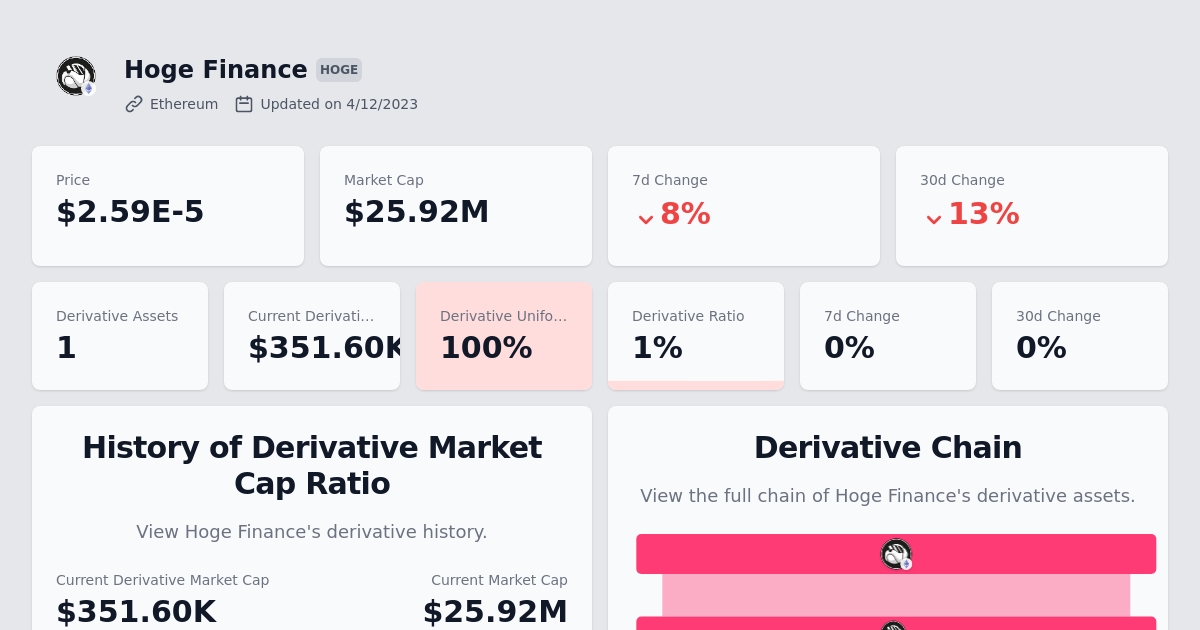 Hoge Finance HOGE
Ethereum Updated on 4/12/2023
Price
$2.59E-5
Market Cap
$25.92M
7d Change
8%
30d Change
13%
Derivative Assets
1
Current Derivati...
$351.60K
Derivative Unifo...
100%
Derivative Ratio
1%
7d Change
0%
30d Change
0%
History of Derivative Market
Cap Ratio
View Hoge Finance's derivative history.
Current Derivative Market Cap
$351.60K
Current Market Cap
$25.92M
Derivative Chain
View the full chain of Hoge Finance's derivative assets.